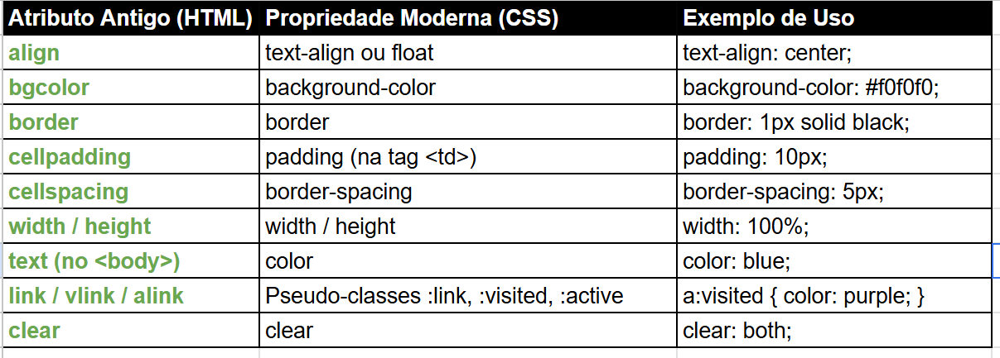 Atributo Antigo (HTML) Propriedade Moderna (CSS) Exemplo de Uso
align text-align ou float text-align: center;
bgcolor background-color background-color: #f0f0f0;
border border border: 1px solid black;
cellpadding padding (na tag <td>) padding: 10px;
cellspacing border-spacing border-spacing: 5px;
width / height width / height width: 100%;
text (no <body>) color color: blue;
link / vlink / alink Pseudo-classes :link, :visited, :active a:visited { color: purple; }
clear clear clear: both;